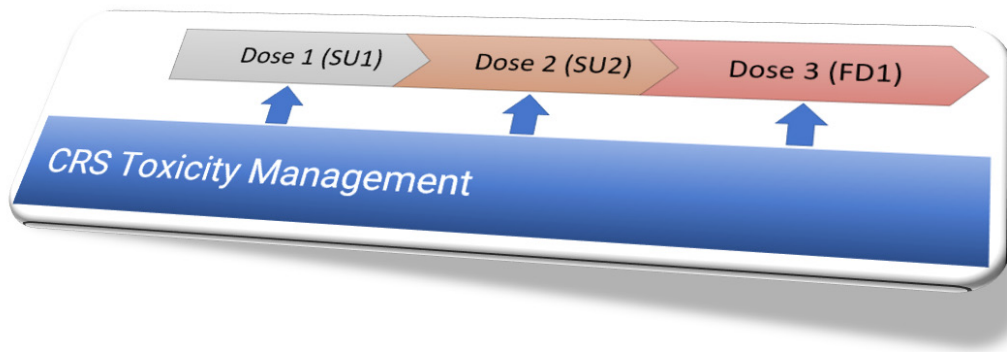 Dose 1 (SU1)
Dose 2 (SU2)
Dose 3 (FD1)
CRS Toxicity Management